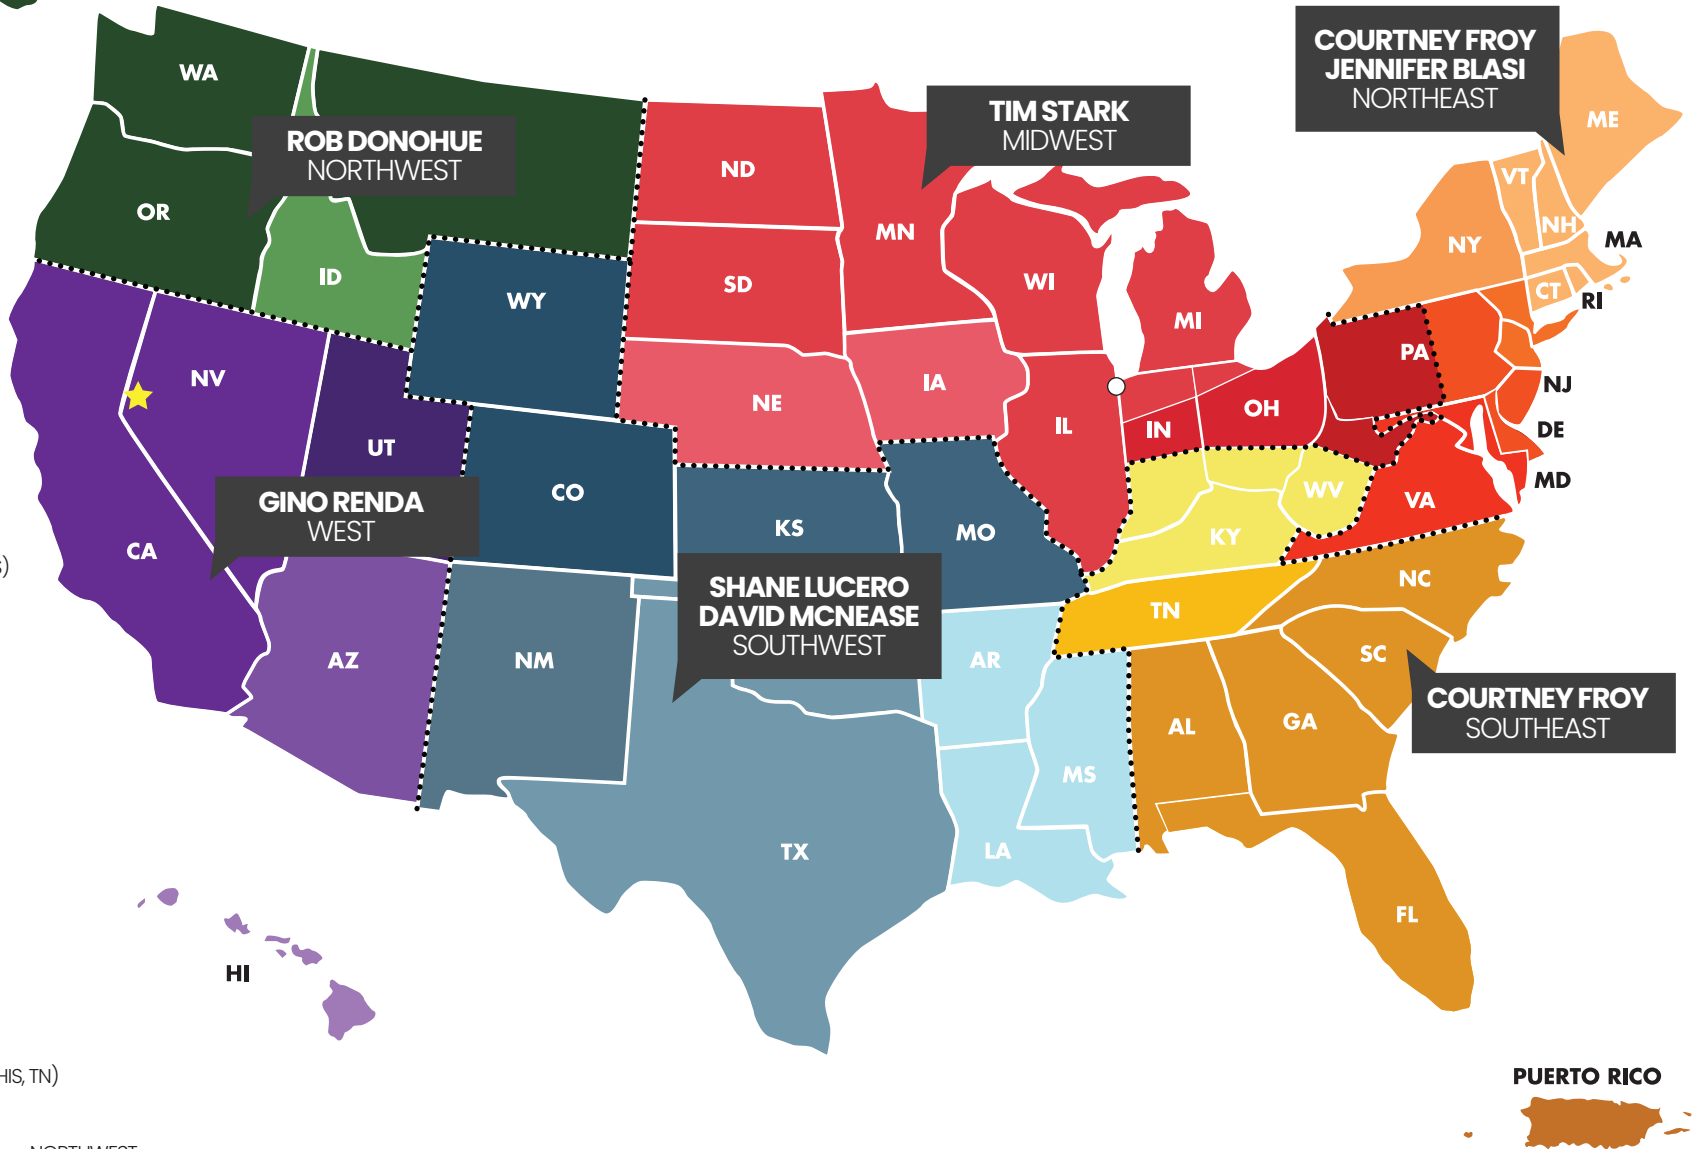 COURTNEY FROY
JENNIFER BLASI
NORTHEAST
WA
TIM STARK
MIDWEST
ME
ROB DONOHUE
NORTHWEST
ND
VT
OR
MN
NH
NY
MA
ID
SD
WI
CT
RI
WY
MI
PA
NV
IA
NJ
NE
OH
IL
IN
DE
UT
MD
CO
WV
VA
GINO RENDA
WEST
KS
MO
KY
CA
)
NC
SHANE LUCERO
DAVID MCNEASE
SOUTHWEST
TN
AZ
NM
AR
SC
COURTNEY FROY
SOUTHEAST
AL
GA
MS
TX
LA
FL
HI
HIS, TN)
PUERTO RICO
NORTHWEST